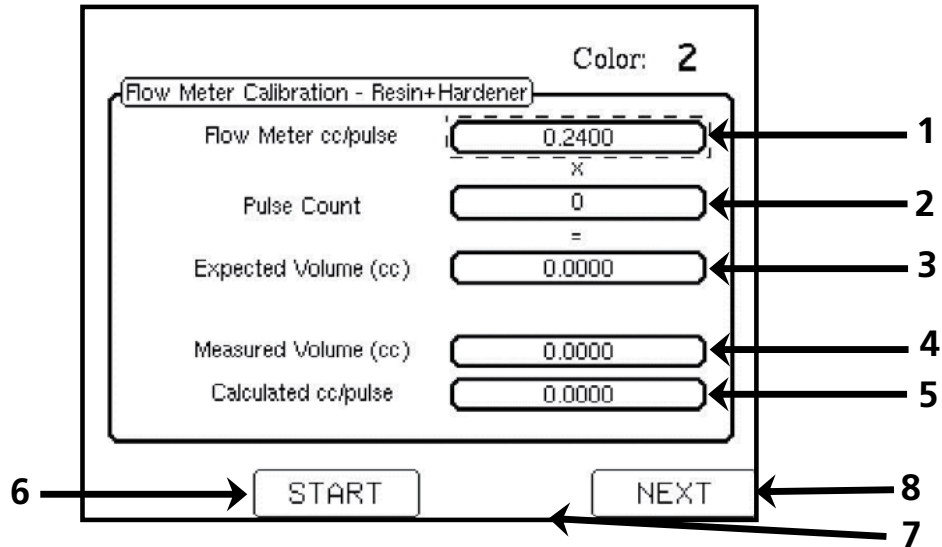 Color: 2
Flow Meter Calibration - Resin+Hardener
Flow Meter cc/pulse 0.2400 1
x
Pulse Count 0 2
=
Expected Volume (cc) 0.0000 3
Measured Volume (cc) 0.0000 4
Calculated cc/pulse 0.0000 5
6 START NEXT 8
7